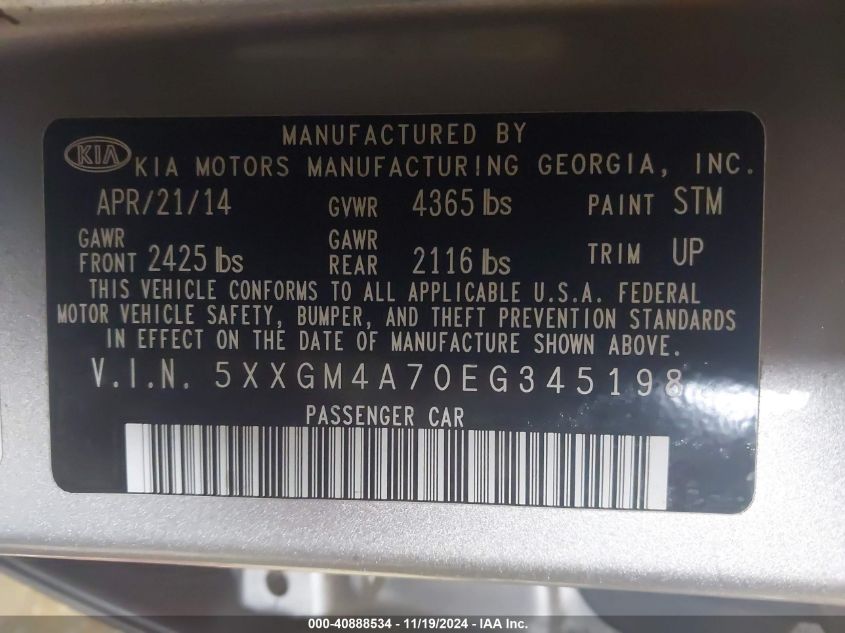 MANUFACTURED BY
KIA KIA MOTORS MANUFACTURING GEORGIA, INC.
APR/21/14 GVWR 4365 lbs PAINT STM
GAWR FRONT 2425 lbs GAWR REAR 2116 lbs TRIM UP
THIS VEHICLE CONFORMS TO ALL APPLICABLE U.S.A. FEDERAL
MOTOR VEHICLE SAFETY, BUMPER, AND THEFT PREVENTION STANDARDS
IN EFFECT ON THE DATE OF MANUFACTURE SHOWN ABOVE.
V.I.N. 5XXGM4A70EG345198
PASSENGER CAR
000-40888534 - 11/19/2024 - IAA Inc.